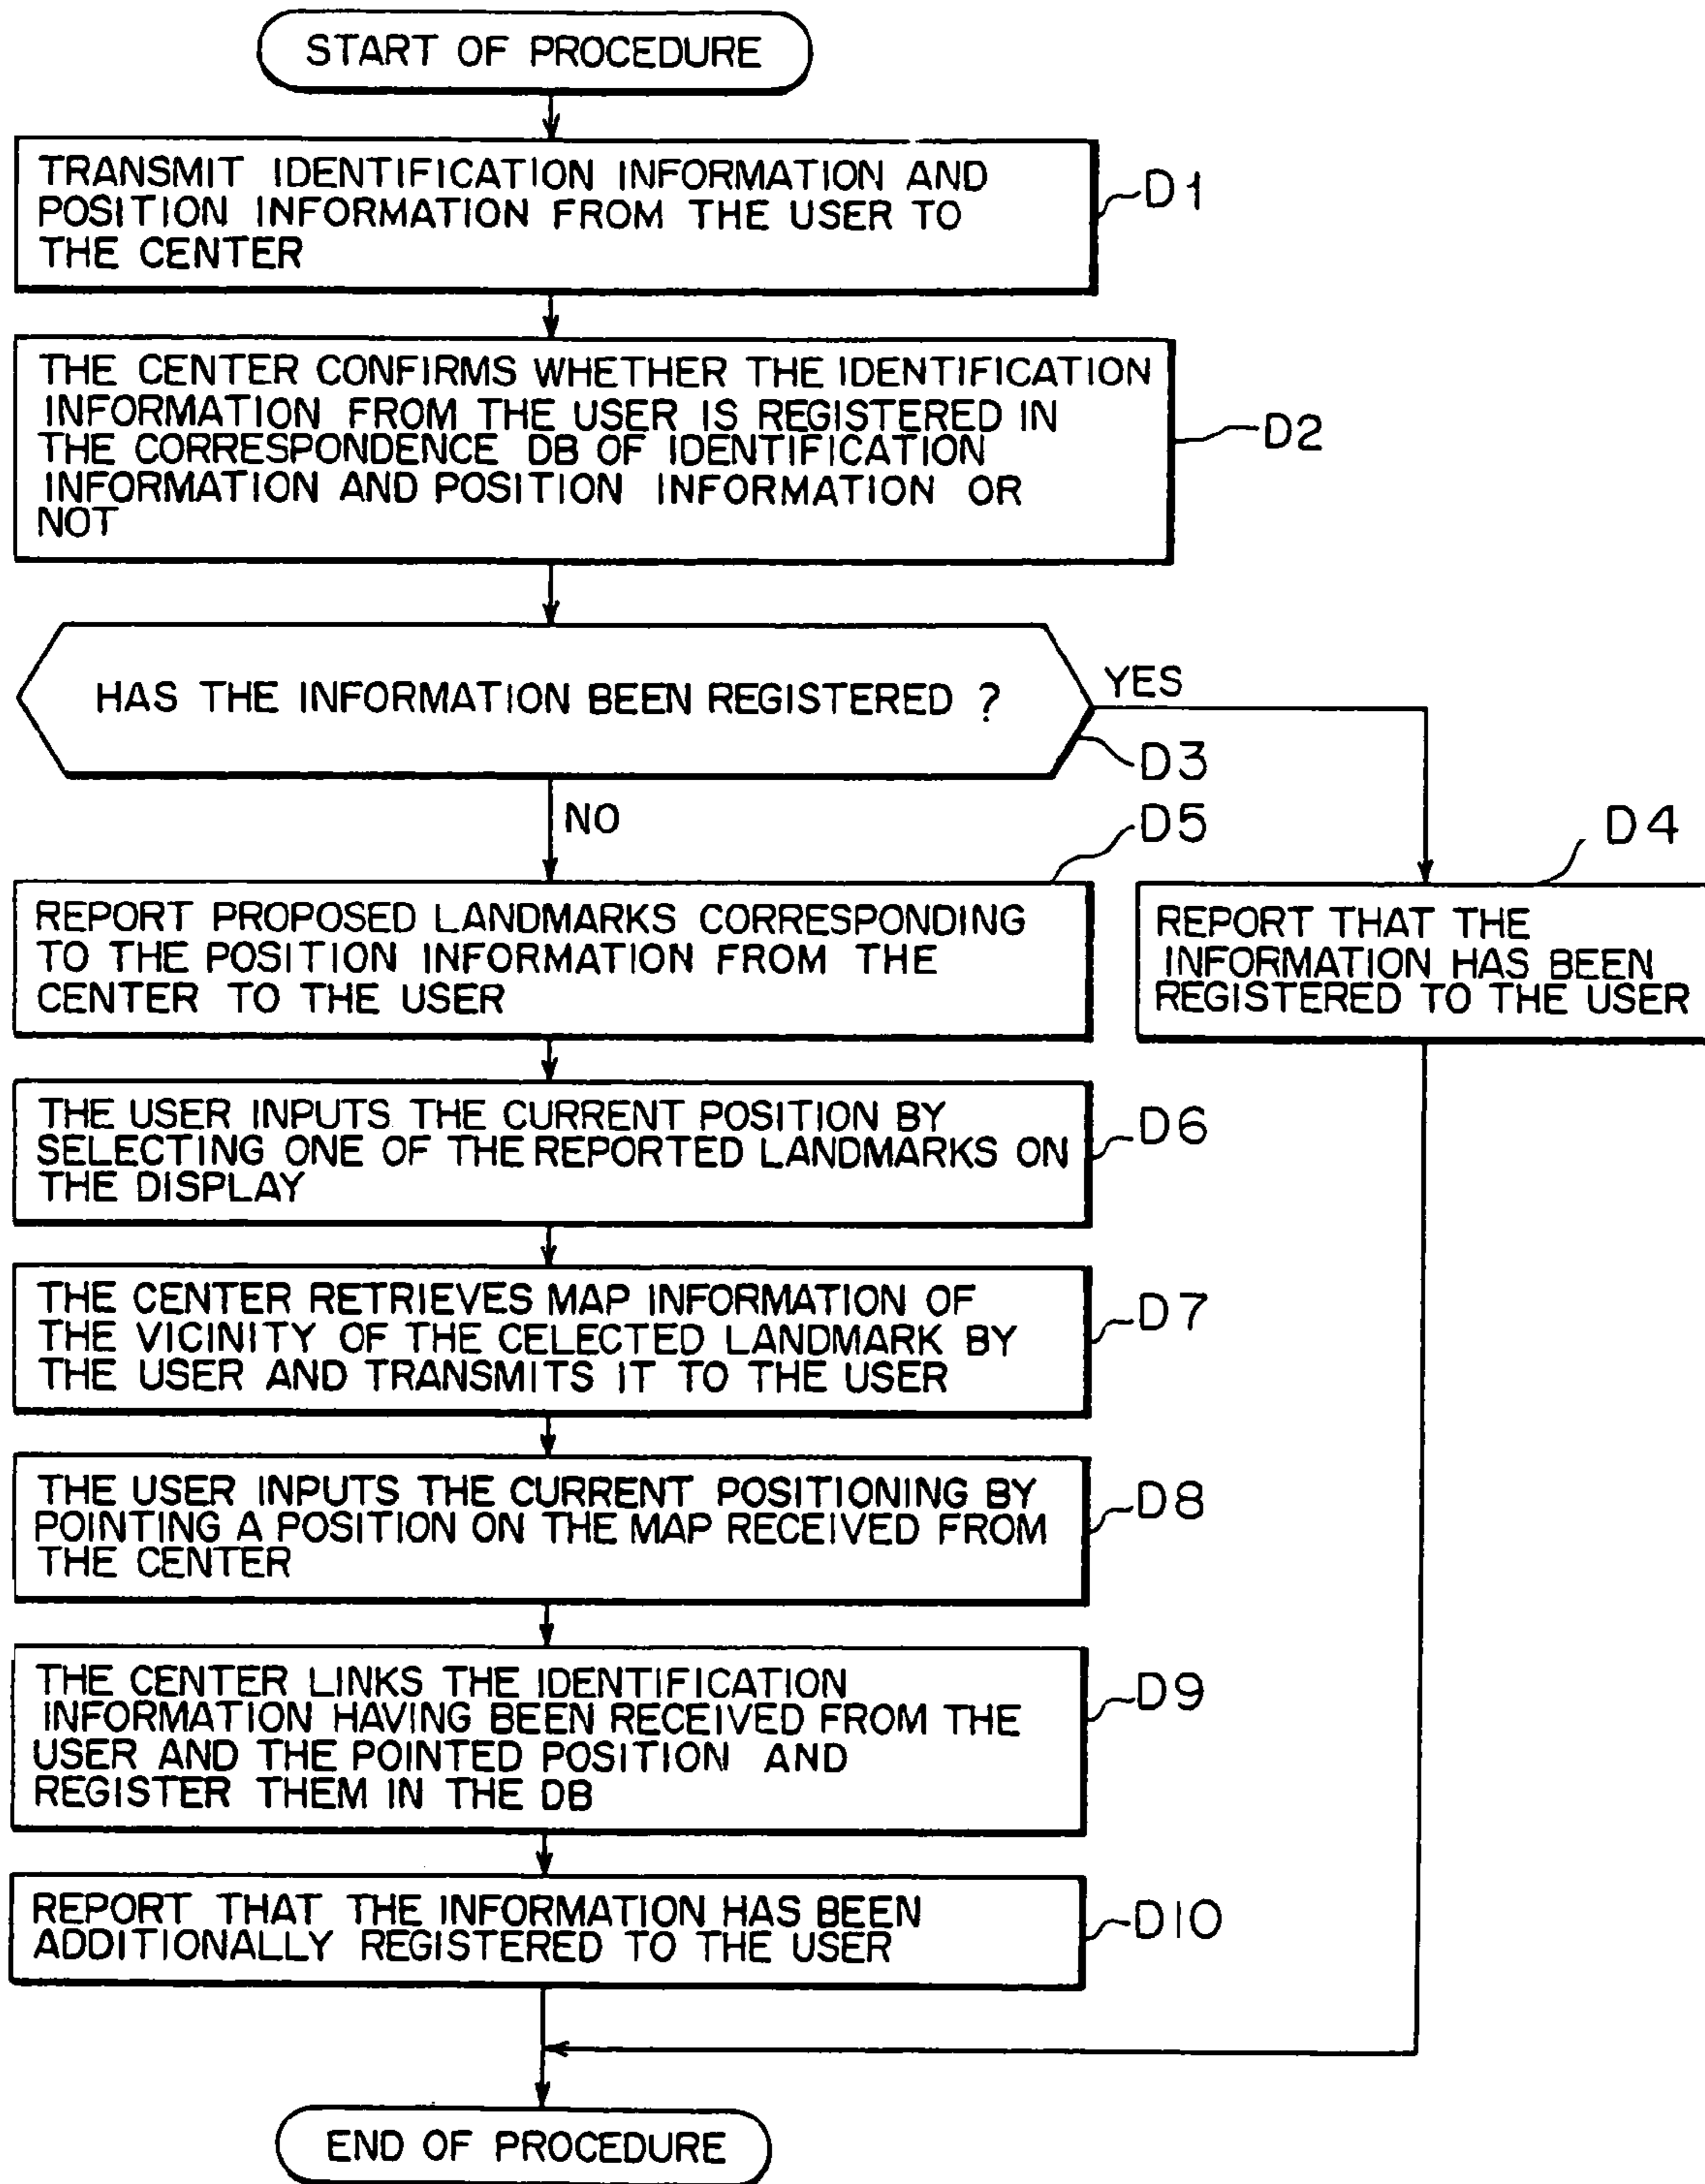 START OF PROCEDURE
TRANSMIT IDENTIFICATION INFORMATION AND
POSITION INFORMATION FROM THE USER TO
THE CENTER
D1
THE CENTER CONFIRMS WHETHER THE IDENTIFICATION
INFORMATION FROM THE USER IS REGISTERED IN
THE CORRESPONDENCE DB OF IDENTIFICATION
INFORMATION AND POSITION INFORMATION OR
NOT
D2
HAS THE INFORMATION BEEN REGISTERED ?
YES
D3
NO
D5
D4
REPORT PROPOSED LANDMARKS CORRESPONDING
TO THE POSITION INFORMATION FROM THE
CENTER TO THE USER
REPORT THAT THE
INFORMATION HAS BEEN
REGISTERED TO THE USER
THE USER INPUTS THE CURRENT POSITION BY
SELECTING ONE OF THE REPORTED LANDMARKS ON
THE DISPLAY
D6
THE CENTER RETRIEVES MAP INFORMATION OF
THE VICINITY OF THE CELECTED LANDMARK BY
THE USER AND TRANSMITS IT TO THE USER
D7
THE USER INPUTS THE CURRENT POSITIONING BY
POINTING A POSITION ON THE MAP RECEIVED FROM
THE CENTER
D8
THE CENTER LINKS THE IDENTIFICATION
INFORMATION HAVING BEEN RECEIVED FROM THE
USER AND THE POINTED POSITION AND
REGISTER THEM IN THE DB
D9
REPORT THAT THE INFORMATION HAS BEEN
ADDITIONALLY REGISTERED TO THE USER
D10
END OF PROCEDURE